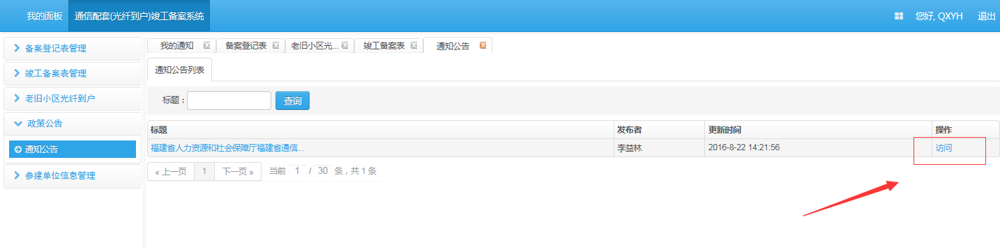 我的面板 通信配套(光纤到户)竣工备案系统 您好, QXYH 退出
备案登记表管理
竣工备案表管理
老旧小区光纤到户
政策公告
通知公告
参建单位信息管理
我的通知 备案登记表 老旧小区光... 竣工备案表 通知公告
通知公告列表
标题： 查询
标题 发布者 更新时间 操作
福建省人力资源和社会保障厅福建省通信... 李益林 2016-8-22 14:21:56 访问
« 上一页 1 下一页 » 当前 1 / 30 条，共 1 条